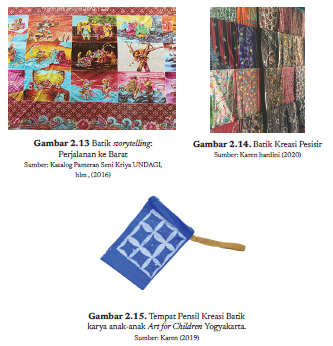 Gambar 2.13 Batik storytelling:
Perjalanan ke Barat
Sumber: Katalog Pameran Seni Kriya UNDAGI,
hlm , (2016)
Gambar 2.14. Batik Kreasi Pesisir
Sumber: Karen hardini (2020)
Gambar 2.15. Tempat Pensil Kreasi Batik
karya anak-anak Art for Children Yogyakarta.
Sumber: Karen (2019)